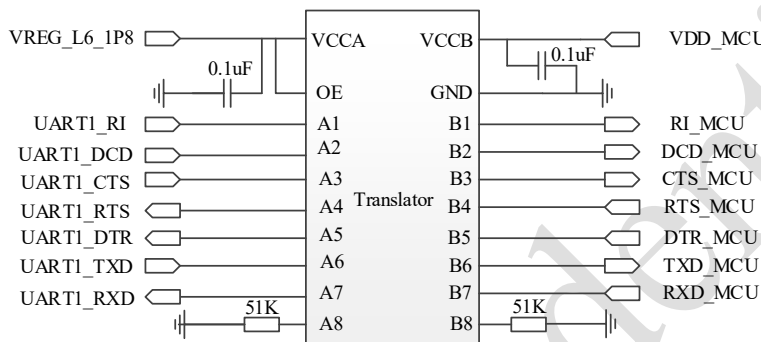 VREG_L6_1P8 VCCA VCCB VDD_MCU
0.1uF 0.1uF
OE GND
UART1_RI A1 B1 RI_MCU
UART1_DCD A2 B2 DCD_MCU
UART1_CTS A3 B3 CTS_MCU
UART1_RTS A4 Translator B4 RTS_MCU
UART1_DTR A5 B5 DTR_MCU
UART1_TXD A6 B6 TXD_MCU
UART1_RXD A7 B7 RXD_MCU
51K A8 B8 51K